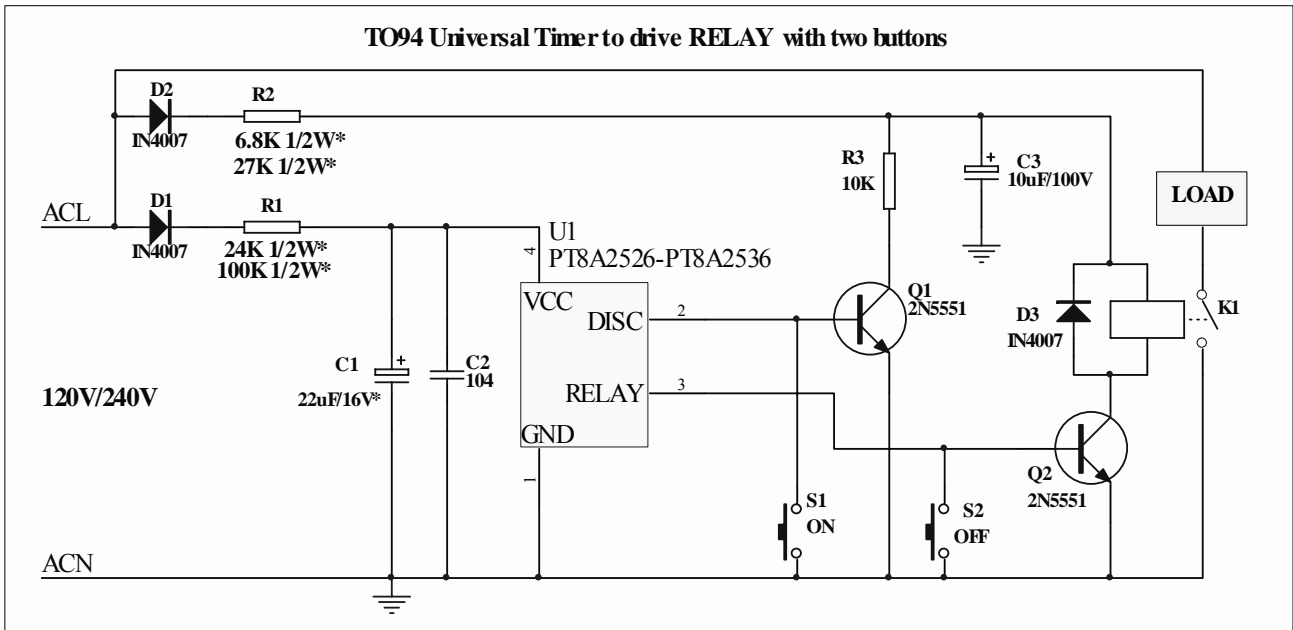 TO94 Universal Timer to drive RELAY with two buttons
D2
IN4007
R2
6.8K 1/2W*
27K 1/2W*
R3
10K
C3
+
10uF/100V
LOAD
ACL
D1
IN4007
R1
24K 1/2W*
100K 1/2W*
U1
PT8A2526-PT8A2536
4
VCC
DISC
2
Q1
2N5551
D3
IN4007
K1
C1
+
22uF/16V*
C2
104
120V/240V
RELAY
3
GND
1
Q2
2N5551
S1
ON
S2
OFF
ACN